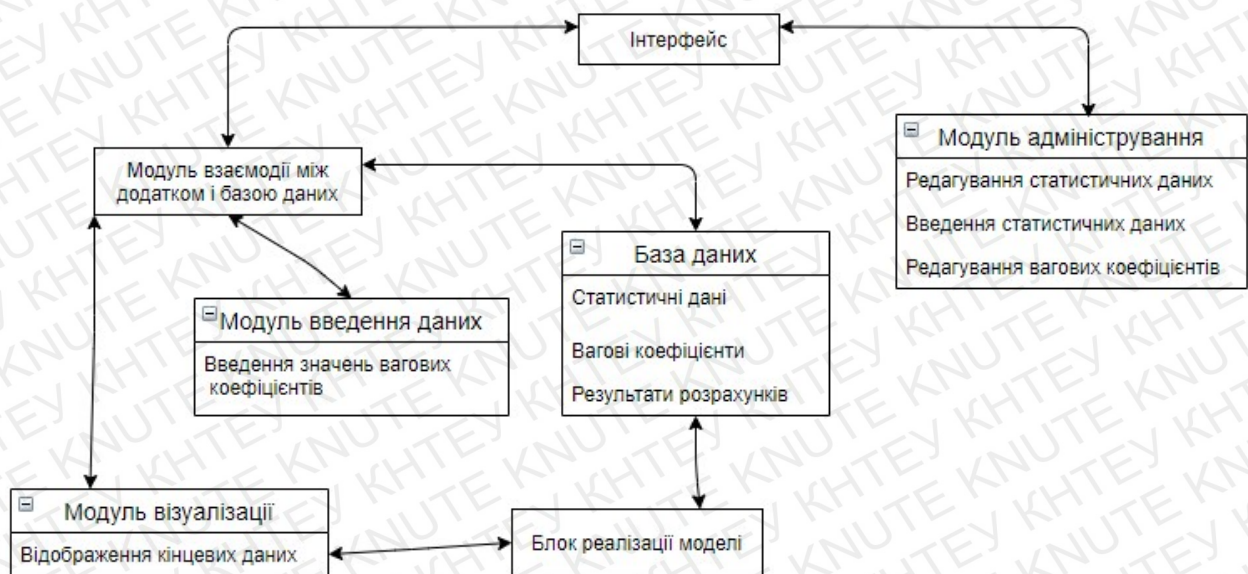 Інтерфейс
Модуль адміністрування
Редагування статистичних даних
Введення статистичних даних
Редагування вагових коефіцієнтів
Модуль взаємодії між
додатком і базою даних
База даних
Статистичні дані
Вагові коефіцієнти
Результати розрахунків
Модуль введення даних
Введення значень вагових
коефіцієнтів
Модуль візуалізації
Відображення кінцевих даних
Блок реалізації моделі